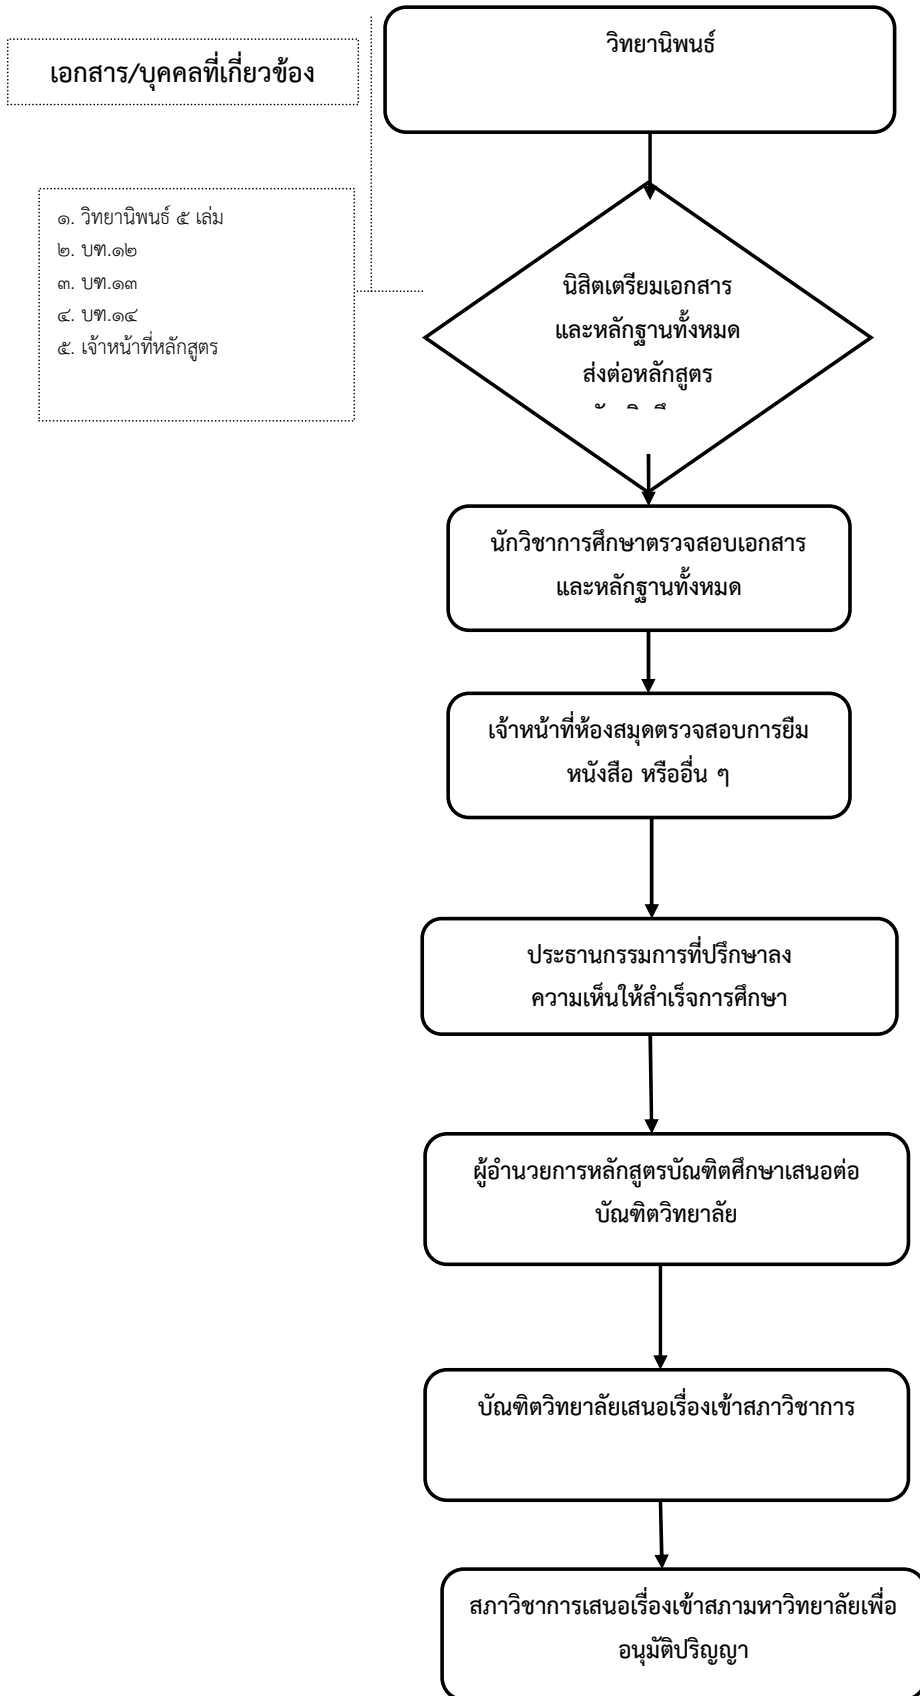 วิทยานิพนธ์
เอกสาร/บุคคลที่เกี่ยวข้อง
๑. วิทยานิพนธ์ ๕ เล่ม
๒. บฑ.๑๒
๓. บฑ.๑๓
๔. บฑ.๑๔
๕. เจ้าหน้าที่หลักสูตร
นิสิตเตรียมเอกสาร
และหลักฐานทั้งหมด
ส่งต่อหลักสูตร
นักวิชาการศึกษาตรวจสอบเอกสาร
และหลักฐานทั้งหมด
เจ้าหน้าที่ห้องสมุดตรวจสอบการยืม
หนังสือ หรืออื่น ๆ
ประธานกรรมการที่ปรึกษาลง
ความเห็นให้สำเร็จการศึกษา
ผู้อำนวยการหลักสูตรบัณฑิตศึกษาเสนอต่อ
บัณฑิตวิทยาลัย
บัณฑิตวิทยาลัยเสนอเรื่องเข้าสภาวิชาการ
สภาวิชาการเสนอเรื่องเข้าสภามหาวิทยาลัยเพื่อ
อนุมัติปริญญา